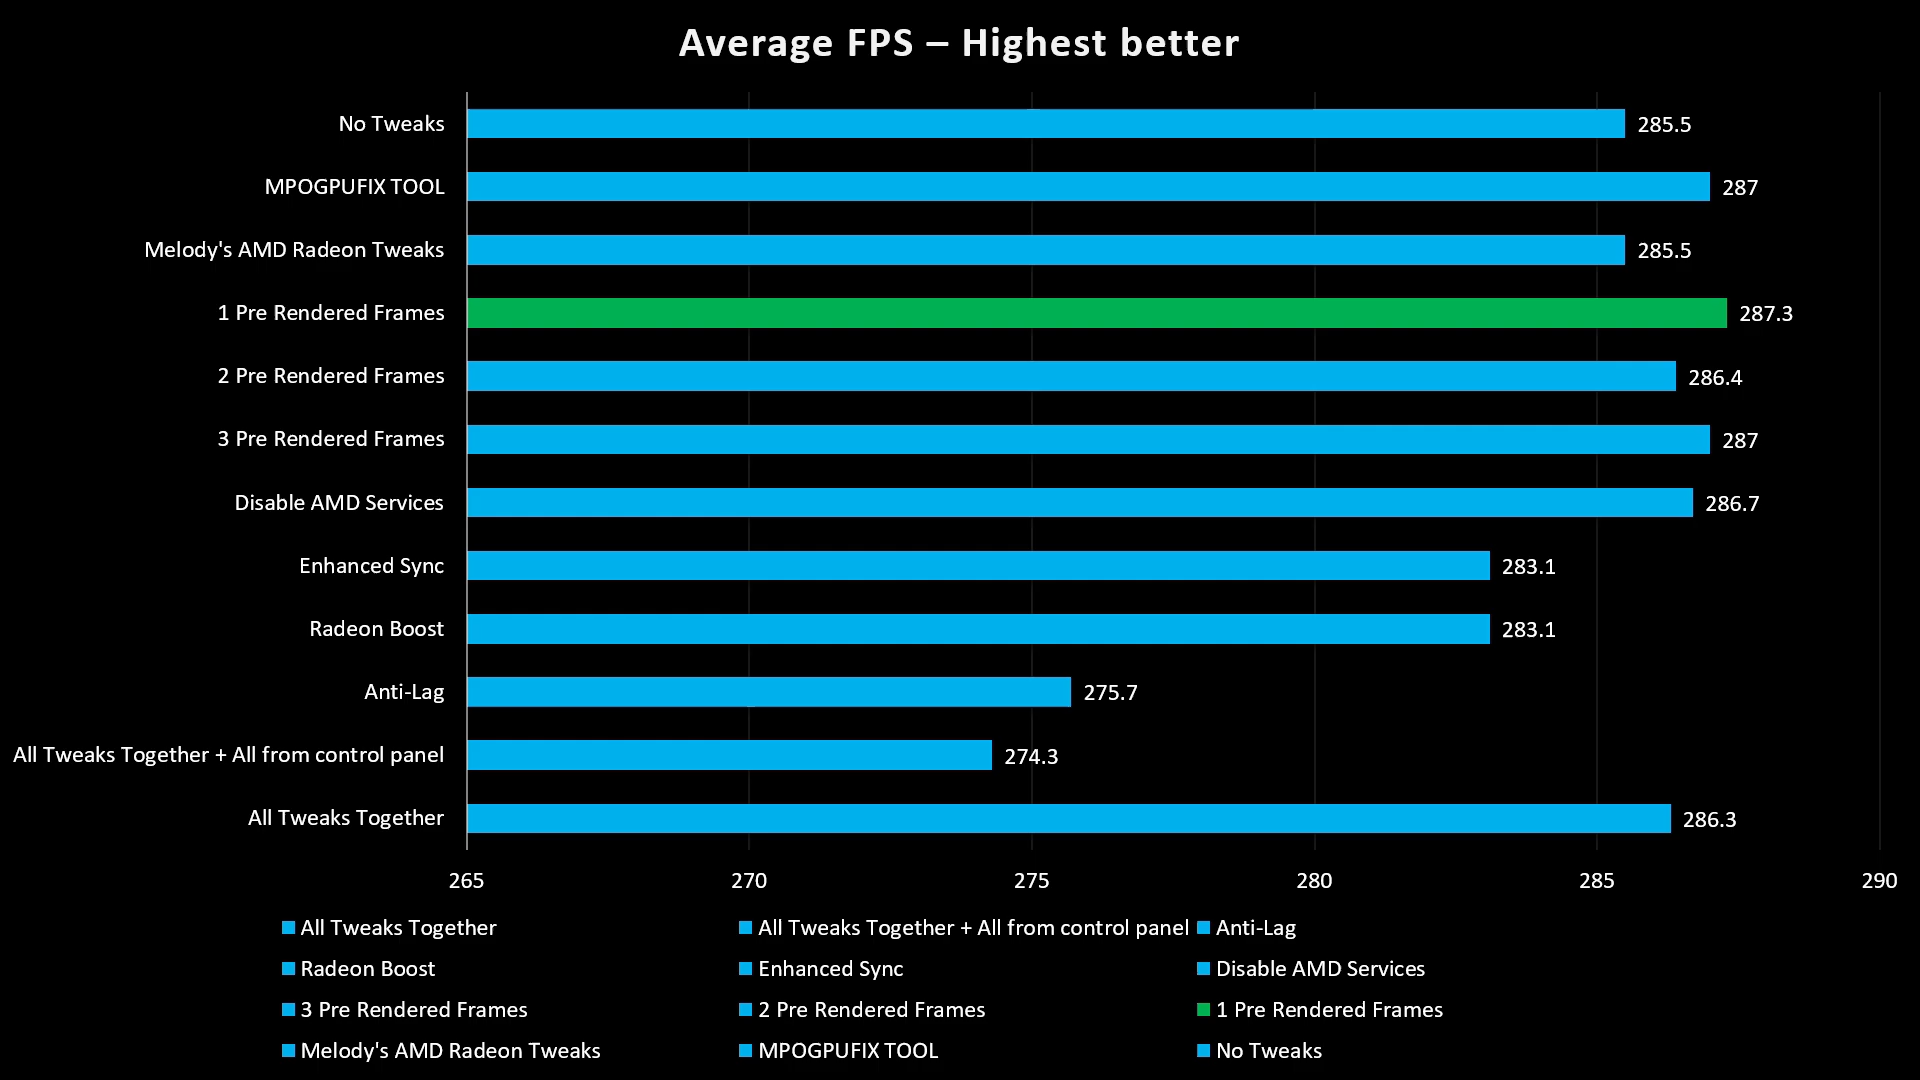 Average FPS – Highest better
No Tweaks 285.5
MPOGPUFIX TOOL 287
Melody's AMD Radeon Tweaks 285.5
1 Pre Rendered Frames 287.3
2 Pre Rendered Frames 286.4
3 Pre Rendered Frames 287
Disable AMD Services 286.7
Enhanced Sync 283.1
Radeon Boost 283.1
Anti-Lag 275.7
All Tweaks Together + All from control panel 274.3
All Tweaks Together 286.3
265 270 275 280 285 290
All Tweaks Together All Tweaks Together + All from control panel Anti-Lag
Radeon Boost Enhanced Sync Disable AMD Services
3 Pre Rendered Frames 2 Pre Rendered Frames 1 Pre Rendered Frames
Melody's AMD Radeon Tweaks MPOGPUFIX TOOL No Tweaks